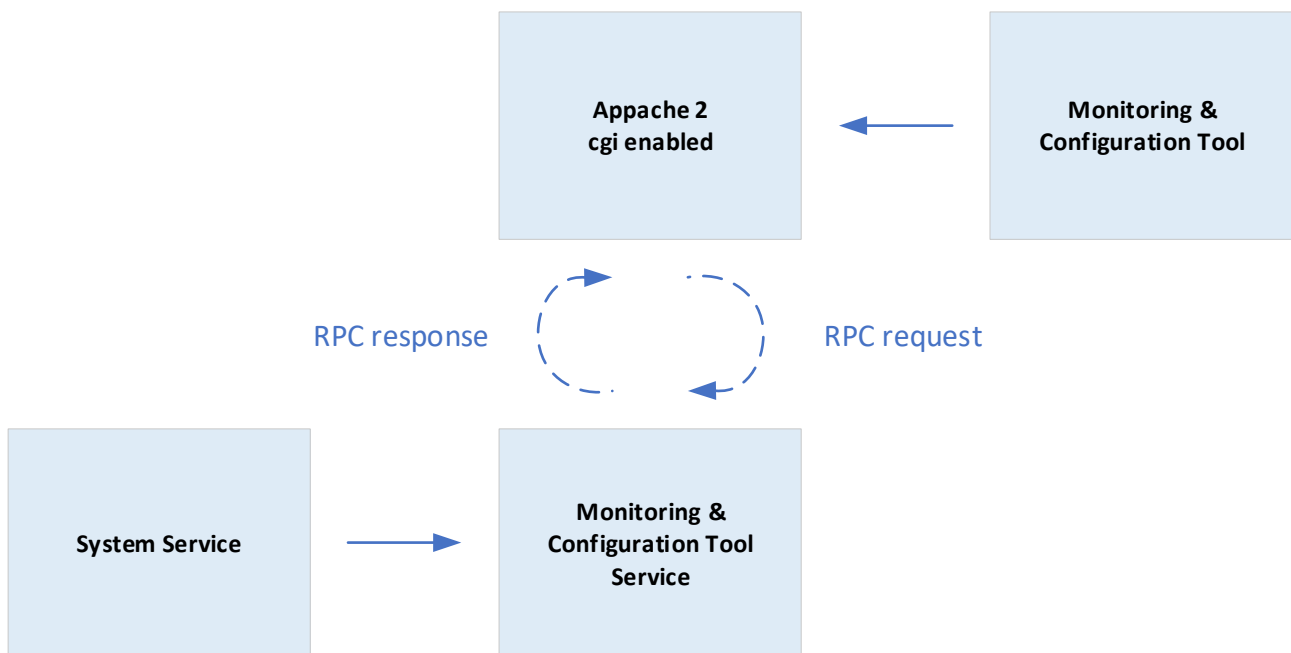 Appache 2
cgi enabled
Monitoring &
Configuration Tool
RPC response
RPC request
System Service
Monitoring &
Configuration Tool
Service